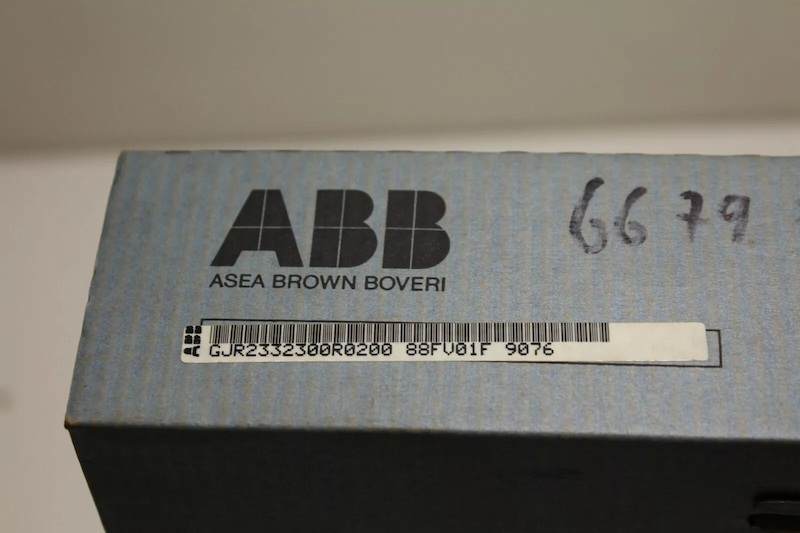 ABB
6679
ASEA BROWN BOVERI
ABB
GJR2332300R0200 88FV01F 9076